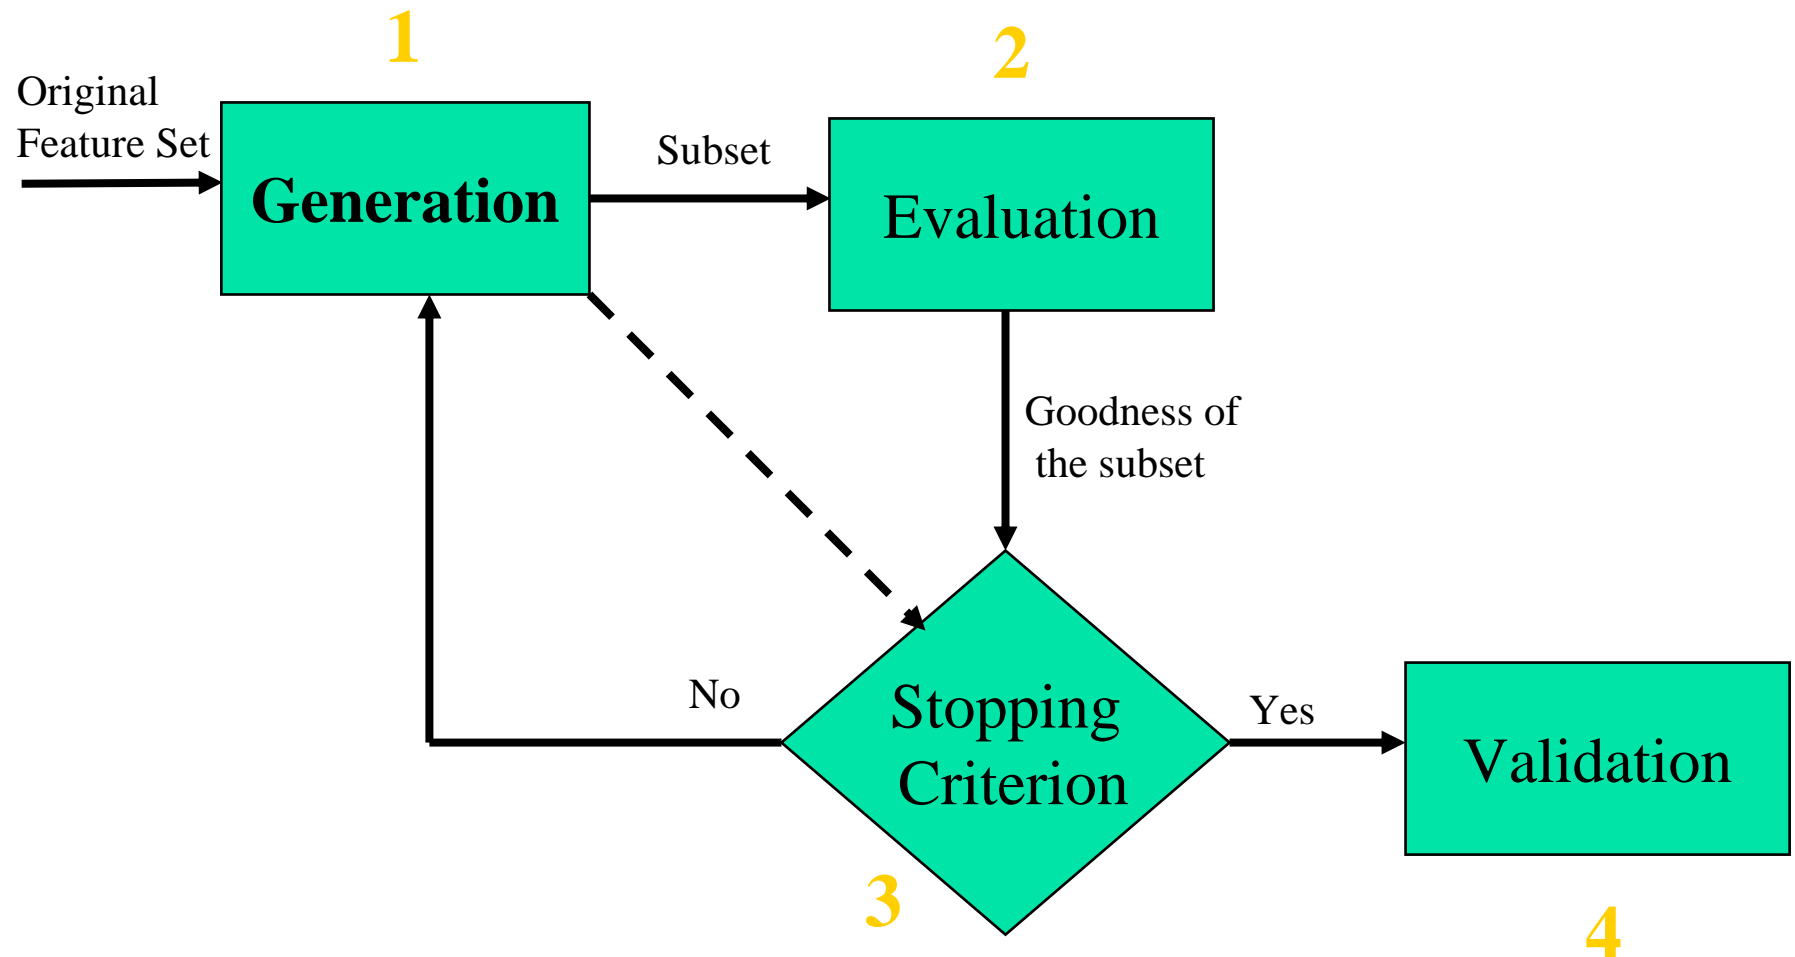 1
2
Original
Feature Set
Subset
Generation
Evaluation
Goodness of
the subset
No
Stopping
Criterion
Yes
Validation
3
4